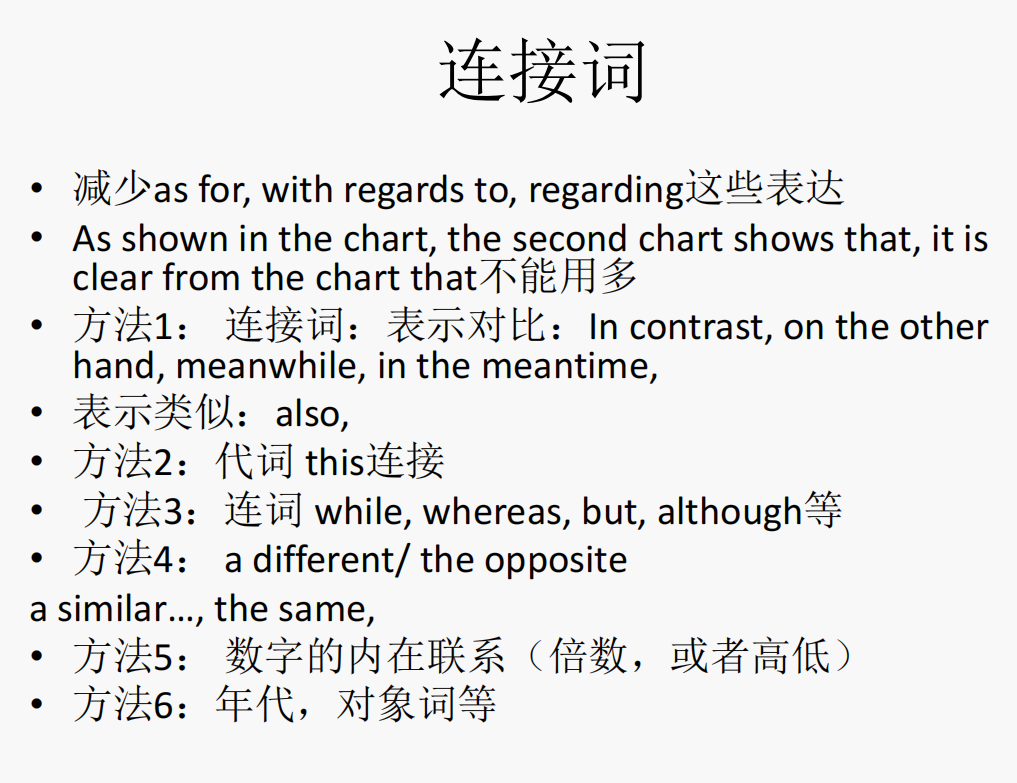 连接词
• 减少as for, with regards to, regarding这些表达
• As shown in the chart, the second chart shows that, it is
clear from the chart that不能用多
• 方法1： 连接词：表示对比：In contrast, on the other
hand, meanwhile, in the meantime,
• 表示类似：also,
• 方法2：代词 this连接
• 方法3：连词 while, whereas, but, although等
• 方法4： a different/ the opposite
a similar…, the same,
• 方法5： 数字的内在联系（倍数，或者高低）
• 方法6：年代，对象词等